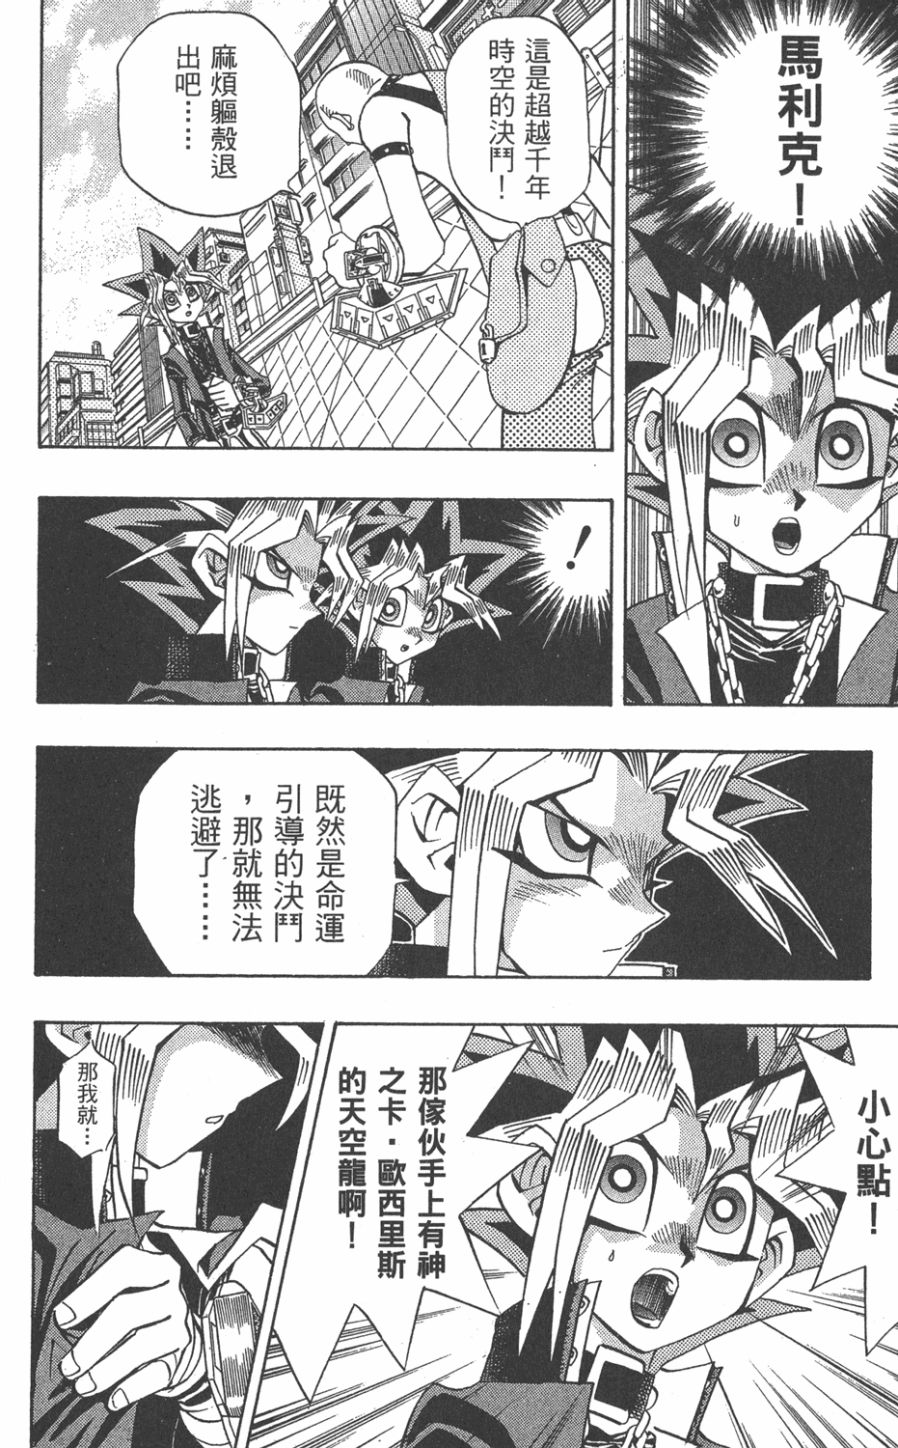 馬利克！
這是超越千年
時空的決鬥！
麻煩軀殼退
出吧……
！
既然是命運
引導的決鬥
，那就無法
逃避了……
小心點！
那傢伙手上有神
之卡．歐西里斯
的天空龍啊！
那我就…